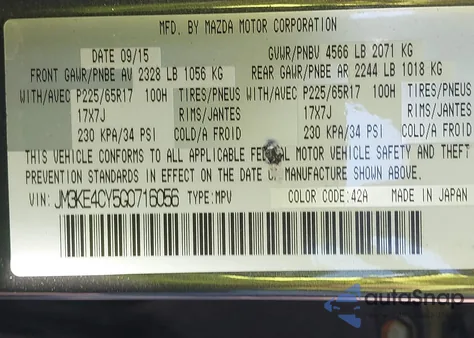 MFD. BY MAZDA MOTOR CORPORATION
DATE 09/15 GVWR/PNBV 4566 LB 2071 KG
FRONT GAWR/PNBE AV 2328 LB 1056 KG REAR GAWR/PNBE AR 2244 LB 1018 KG
WITH/AVEC P225/65R17 100H TIRES/PNEUS WITH/AVEC P225/65R17 100H TIRES/PNEUS
17X7J RIMS/JANTES 17X7J RIMS/JANTES
230 KPA/34 PSI COLD/A FROID 230 KPA/34 PSI COLD/A FROID
THIS VEHICLE CONFORMS TO ALL APPLICABLE FEDERAL MOTOR VEHICLE SAFETY AND THEFT
PREVENTION STANDARDS IN EFFECT ON THE DATE OF MANUFACTURE SHOWN ABOVE.
VIN: JM3KE4CY5G0716056 TYPE: MPV COLOR CODE: 42A MADE IN JAPAN
autoSnap